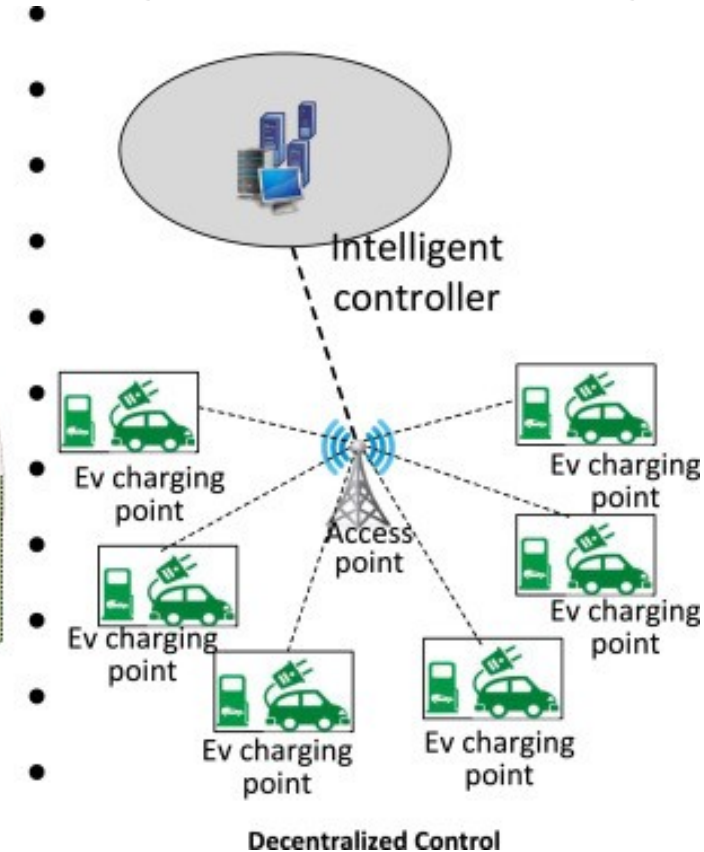 Intelligent
controller
Ev charging
point
Ev charging
point
Access
point
Ev charging
point
Ev charging
point
Ev charging
point
Ev charging
point
Decentralized Control